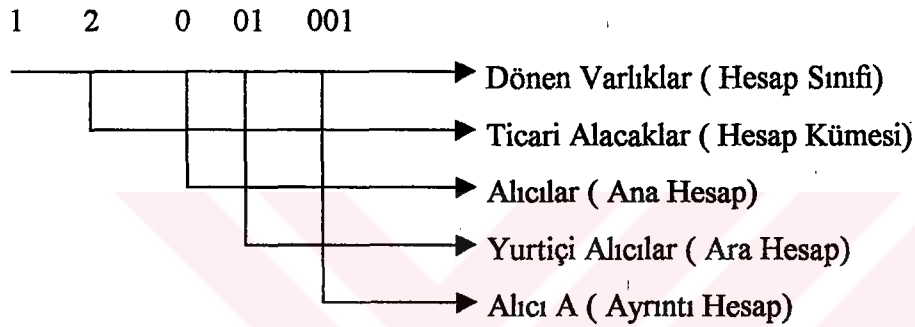 1 2 0 01 001
Dönen Varlıklar ( Hesap Sınıfi)
Ticari Alacaklar ( Hesap Kümesi)
Alıcılar ( Ana Hesap)
Yurtiçi Alıcılar ( Ara Hesap)
Alıcı A ( Ayrıntı Hesap)